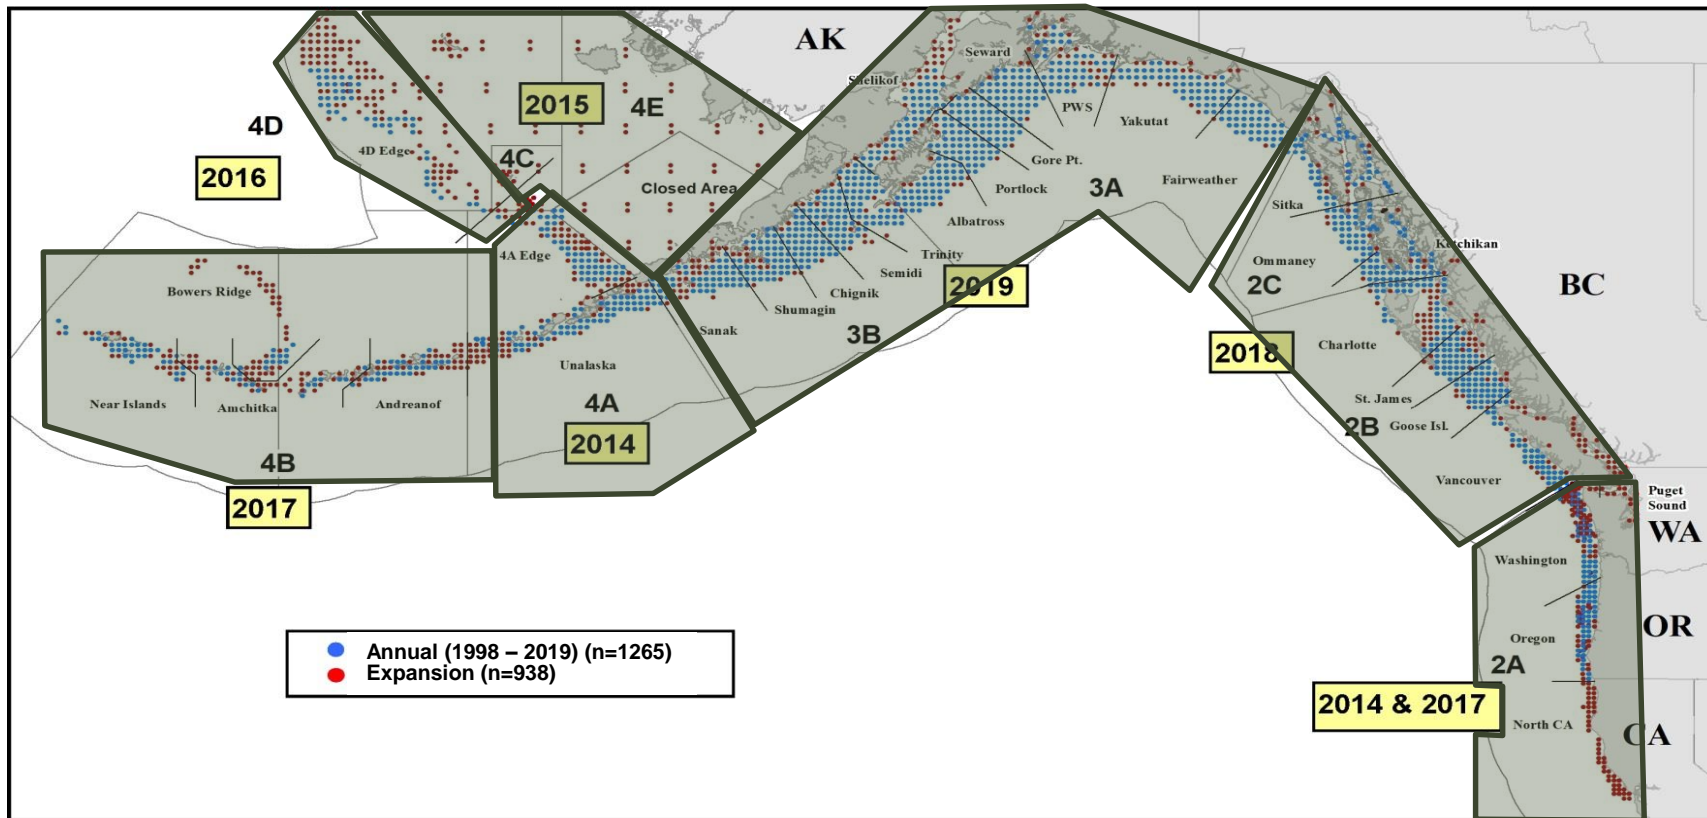 AK
Seward
Shelikof
2015
4E
4D
PWS
Yakutat
4D Edge
4C
Gore Pt.
2016
Closed Area
Portlock
3A
Fairweather
Sitka
Albatross
Ketchikan
4A Edge
Trinity
Ommaney
Semidi
2019
2C
BC
Bowers Ridge
Chignik
Shumagin
Sanak
3B
Charlotte
2018
Unalaska
Near Islands
Amchitka
Andreanof
4A
St. James
2B
Goose Isl.
2014
4B
Vancouver
2017
Puget
Sound
WA
Washington
OR
Oregon
2A
Annual (1998 – 2019) (n=1265)
Expansion (n=938)
2014 & 2017
North CA
CA